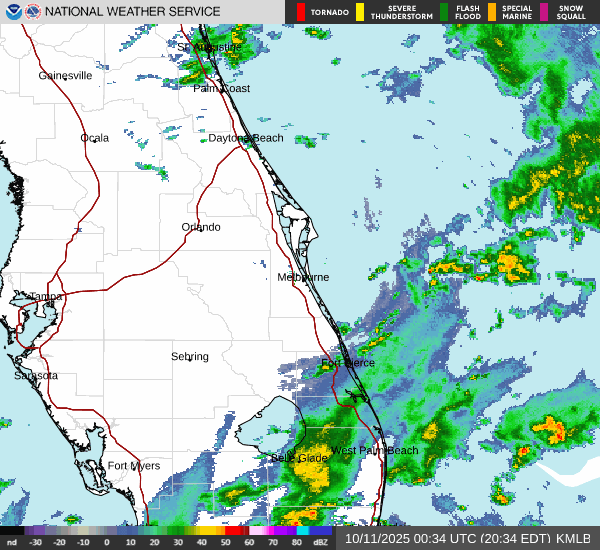 NATIONAL WEATHER SERVICE
TORNADO
SEVERE
THUNDERSTORM
FLASH
FLOOD
SPECIAL
MARINE
SNOW
SQUALL
St. Augustine
Gainesville
Palm Coast
Ocala
Daytona Beach
Orlando
Melbourne
Tampa
Sebring
Fort Pierce
Sarasota
West Palm Beach
Belle Glade
Fort Myers
nd -30 -20 -10 0 10 20 30 40 50 60 70 80 dBZ
10/11/2025 00:34 UTC (20:34 EDT) KMLB